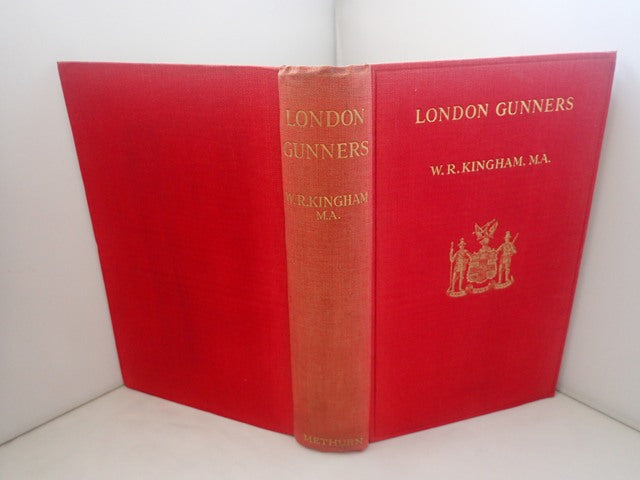 LONDON
GUNNERS
W.R.KINGHAM
M.A.
METHUEN
LONDON GUNNERS
W. R. KINGHAM, M.A.